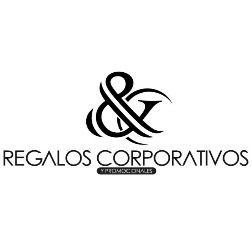 &
REGALOS CORPORATIVOS
Y PROMOCIONALES